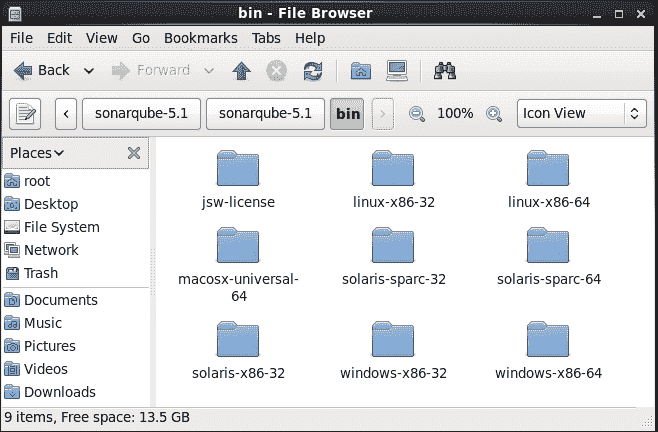 bin - File Browser
File Edit View Go Bookmarks Tabs Help
Back Forward
sonarqube-5.1 sonarqube-5.1 bin 100% Icon View
Places
root
Desktop
File System
Network
Trash
Documents
Music
Pictures
Videos
Downloads
jsw-license linux-x86-32 linux-x86-64
macosx-universal-
64
solaris-sparc-32 solaris-sparc-64
solaris-x86-32 windows-x86-32 windows-x86-64
9 items, Free space: 13.5 GB